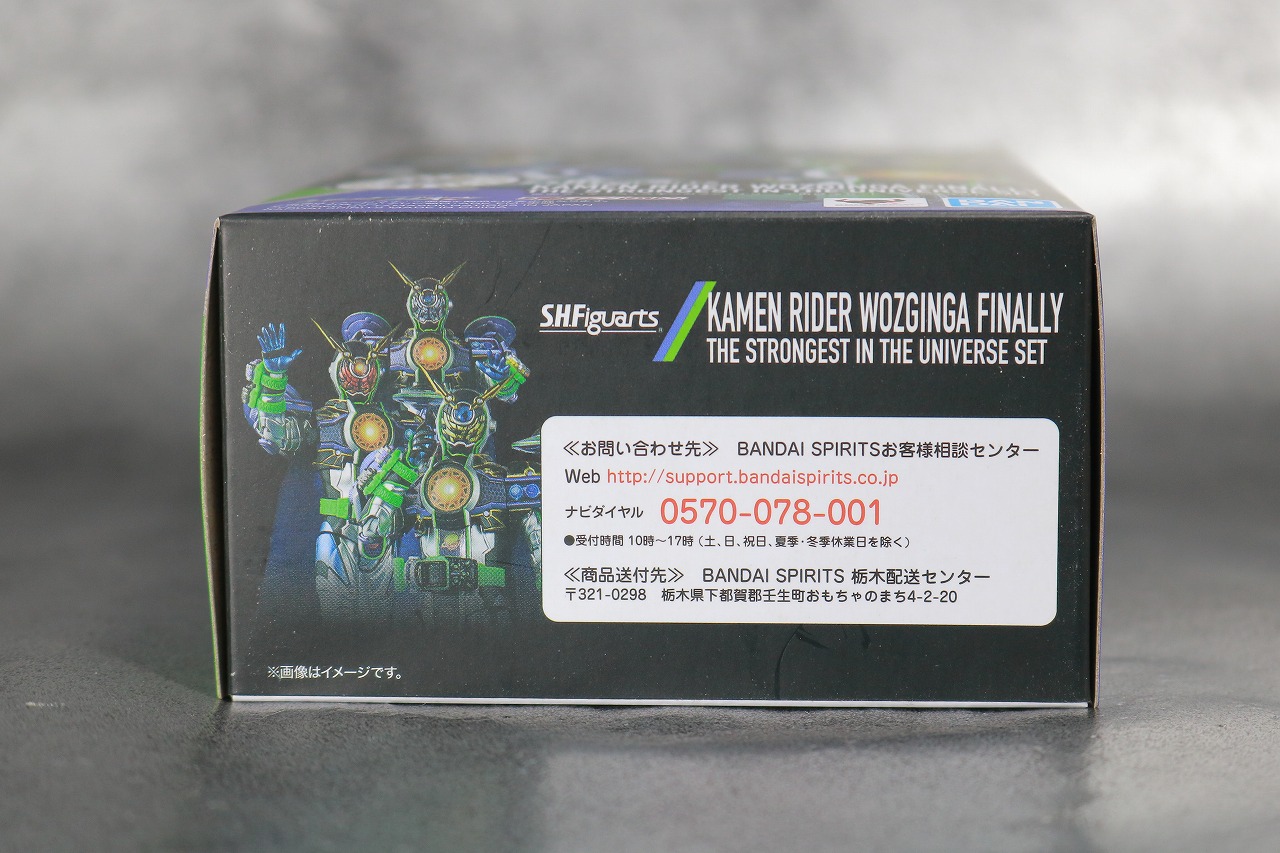 KAMEN RIDER WOZGINGA FINALLY
BANDAI
S.H.Figuarts
KAMEN RIDER WOZGINGA FINALLY
THE STRONGEST IN THE UNIVERSE SET
≪お問い合わせ先≫ BANDAI SPIRITSお客様相談センター
Web http://support.bandaispirits.co.jp
ナビダイヤル 0570-078-001
●受付時間 10時〜17時（土、日、祝日、夏季・冬季休業日を除く）
≪商品送付先≫ BANDAI SPIRITS 栃木配送センター
〒321-0298 栃木県下都賀郡壬生町おもちゃのまち4-2-20
※画像はイメージです。